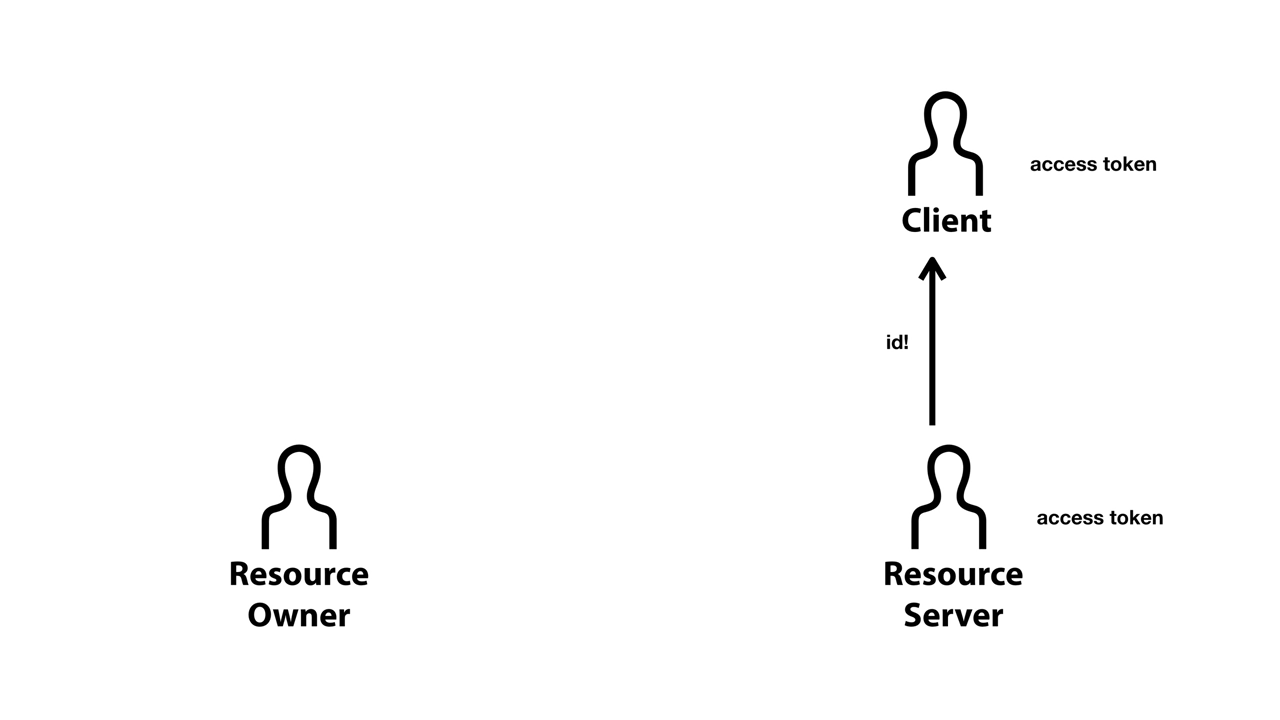 access token
Client
id!
access token
Resource
Owner
Resource
Server